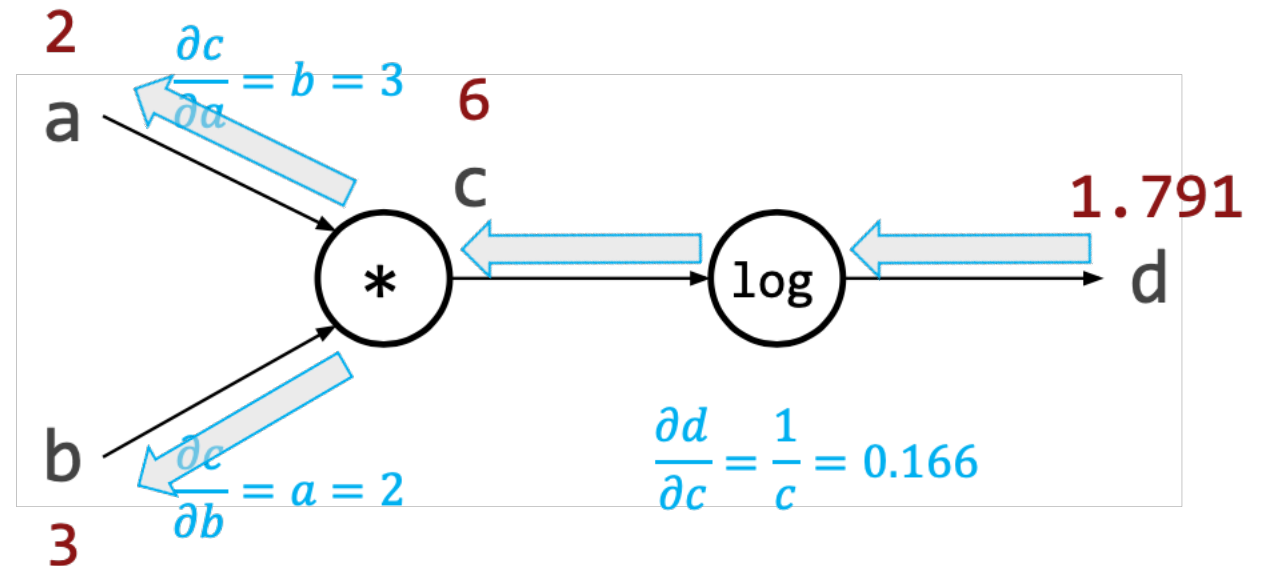 2
∂c/∂a = b = 3
a
6
c
1.791
*
log
d
b
∂c/∂b = a = 2
∂d/∂c = 1/c = 0.166
3